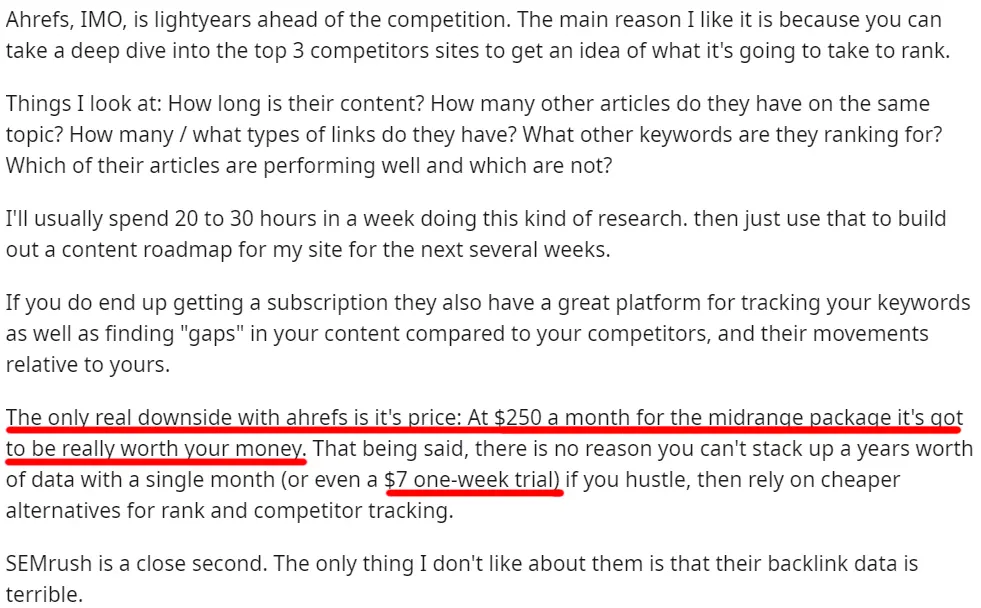 Ahrefs, IMO, is lightyears ahead of the competition. The main reason I like it is because you can
take a deep dive into the top 3 competitors sites to get an idea of what it's going to take to rank.
Things I look at: How long is their content? How many other articles do they have on the same
topic? How many / what types of links do they have? What other keywords are they ranking for?
Which of their articles are performing well and which are not?
I'll usually spend 20 to 30 hours in a week doing this kind of research. then just use that to build
out a content roadmap for my site for the next several weeks.
If you do end up getting a subscription they also have a great platform for tracking your keywords
as well as finding "gaps" in your content compared to your competitors, and their movements
relative to yours.
The only real downside with ahrefs is it's price: At $250 a month for the midrange package it's got
to be really worth your money. That being said, there is no reason you can't stack up a years worth
of data with a single month (or even a $7 one-week trial) if you hustle, then rely on cheaper
alternatives for rank and competitor tracking.
SEMrush is a close second. The only thing I don't like about them is that their backlink data is
terrible.